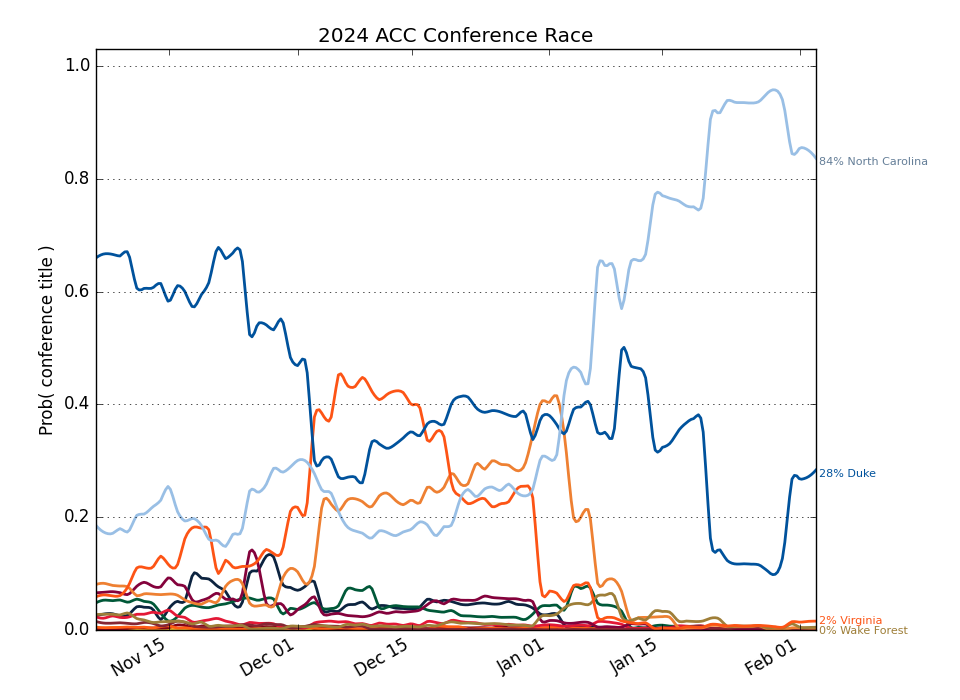 2024 ACC Conference Race
Prob( conference title )
1.0
0.8
0.6
0.4
0.2
0.0
84% North Carolina
28% Duke
2% Virginia
0% Wake Forest
Nov 15
Dec 01
Dec 15
Jan 01
Jan 15
Feb 01